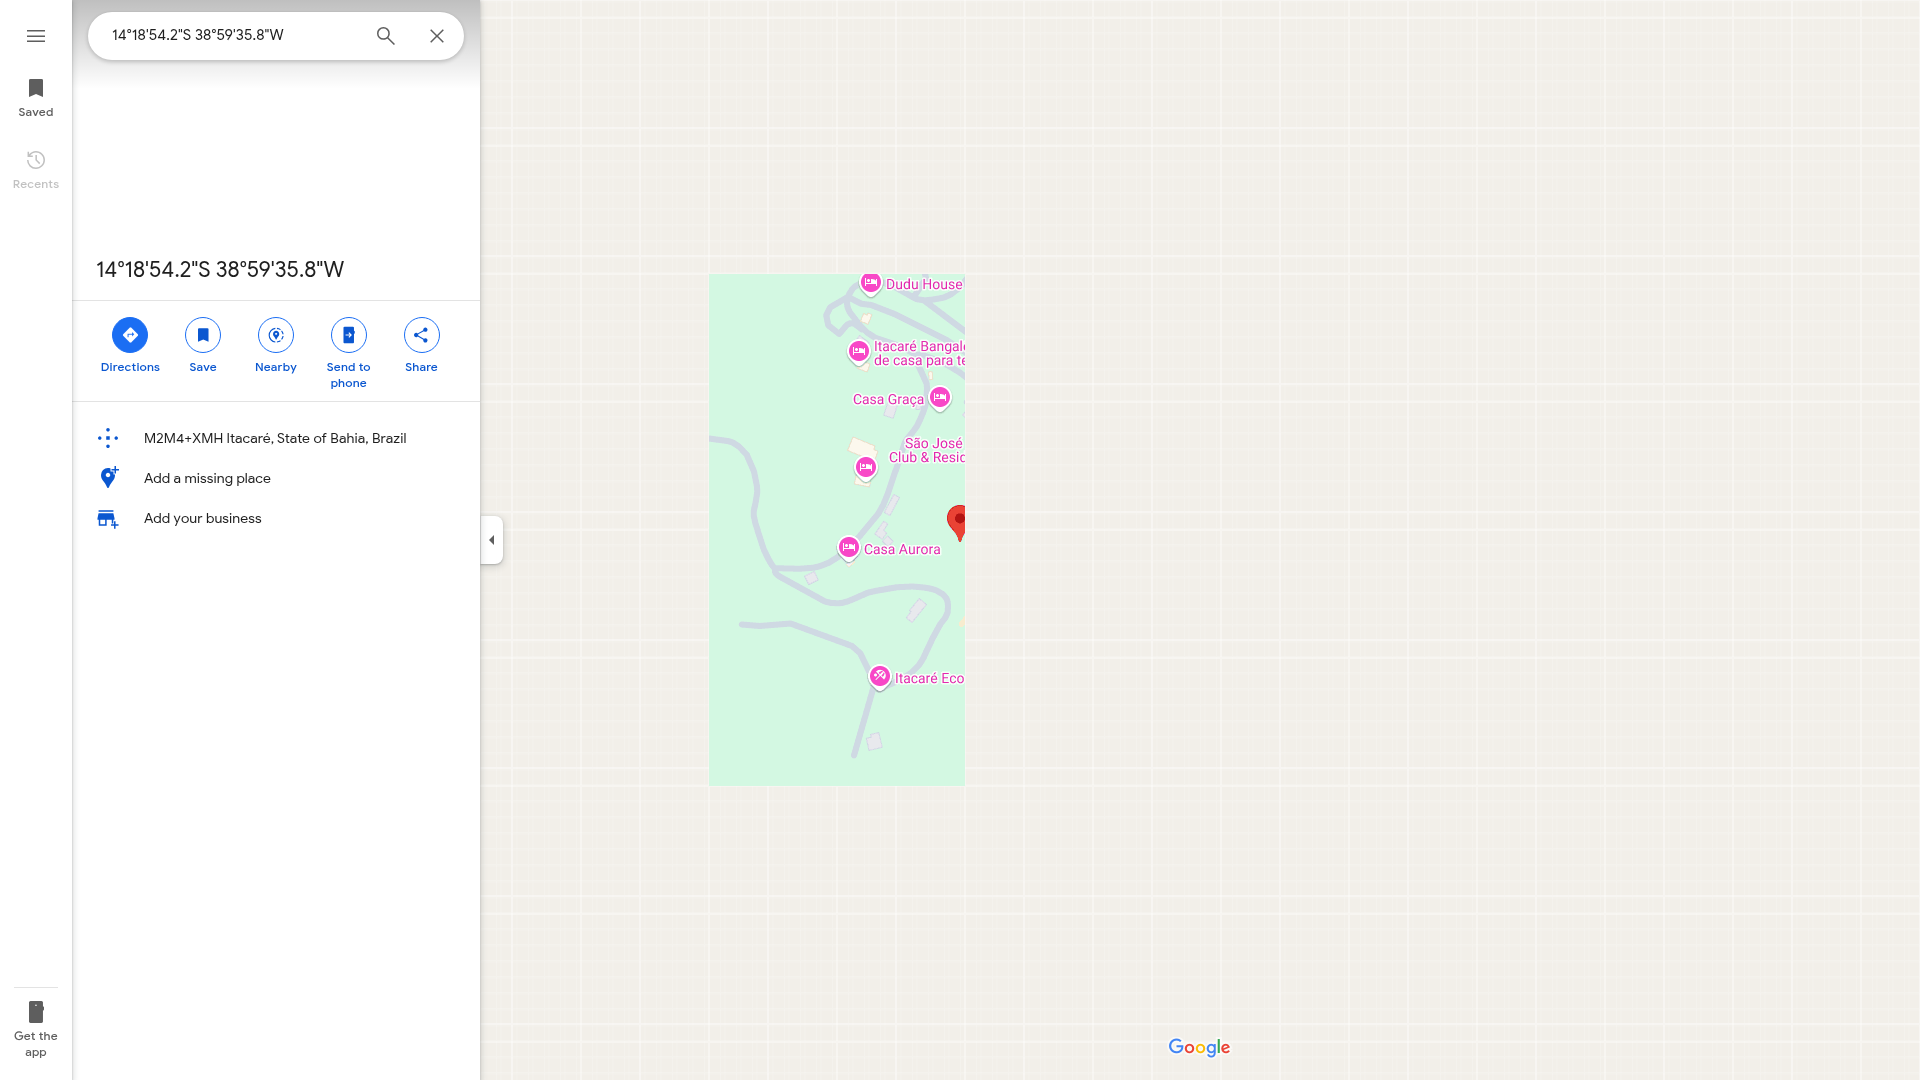 14°18'54.2"S 38°59'35.8"W
Saved
Recents
14°18'54.2"S 38°59'35.8"W
Directions
Save
Nearby
Send to
phone
Share
M2M4+XMH Itacaré, State of Bahia, Brazil
Add a missing place
Add your business
Get the
app
Dudu House
Itacaré Bangal
de casa para te
Casa Graça
São José
Club & Resid
Casa Aurora
Itacaré Eco
Google